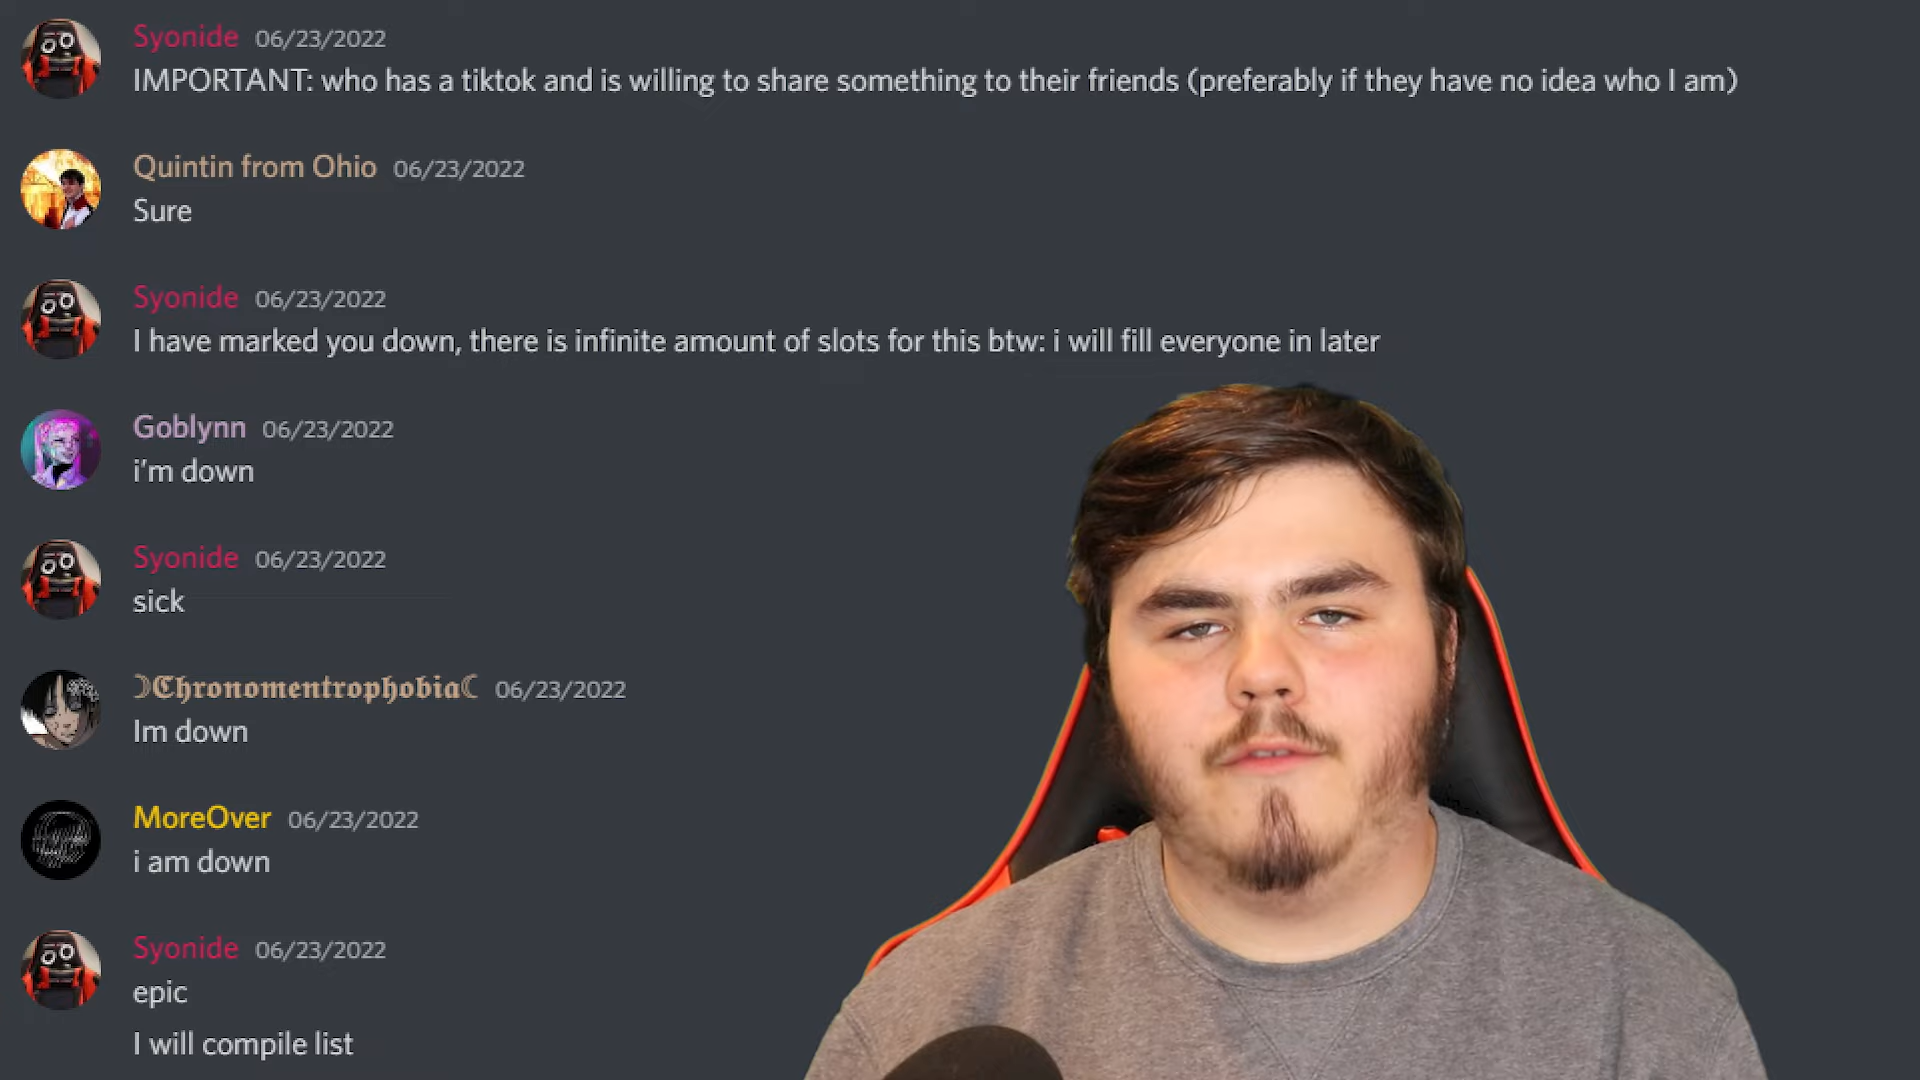 Syonide 06/23/2022
IMPORTANT: who has a tiktok and is willing to share something to their friends (preferably if they have no idea who I am)
Quintin from Ohio 06/23/2022
Sure
Syonide 06/23/2022
I have marked you down, there is infinite amount of slots for this btw: i will fill everyone in later
Goblynn 06/23/2022
i'm down
Syonide 06/23/2022
sick
☽ℭ𝔥𝔯𝔬𝔫𝔬𝔪𝔢𝔫𝔱𝔯𝔬𝔭𝔥𝔬𝔟𝔦𝔞☾ 06/23/2022
Im down
MoreOver 06/23/2022
i am down
Syonide 06/23/2022
epic
I will compile list